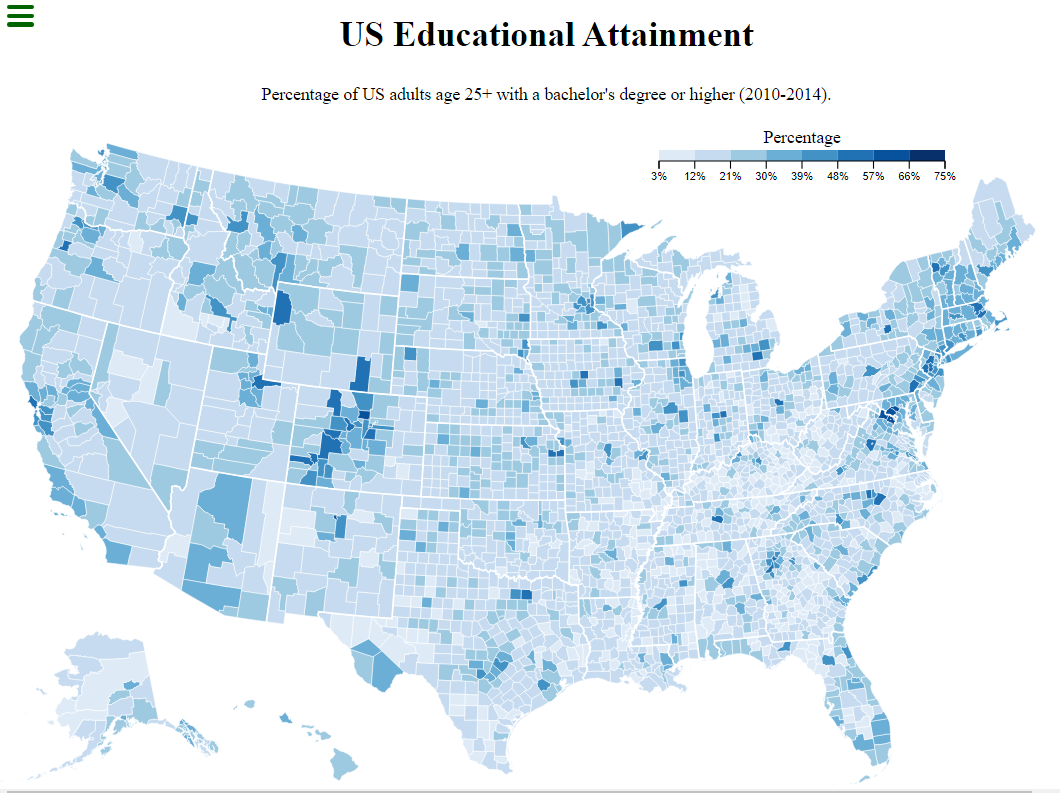 US Educational Attainment
Percentage of US adults age 25+ with a bachelor's degree or higher (2010-2014).
Percentage
3% 12% 21% 30% 39% 48% 57% 66% 75%